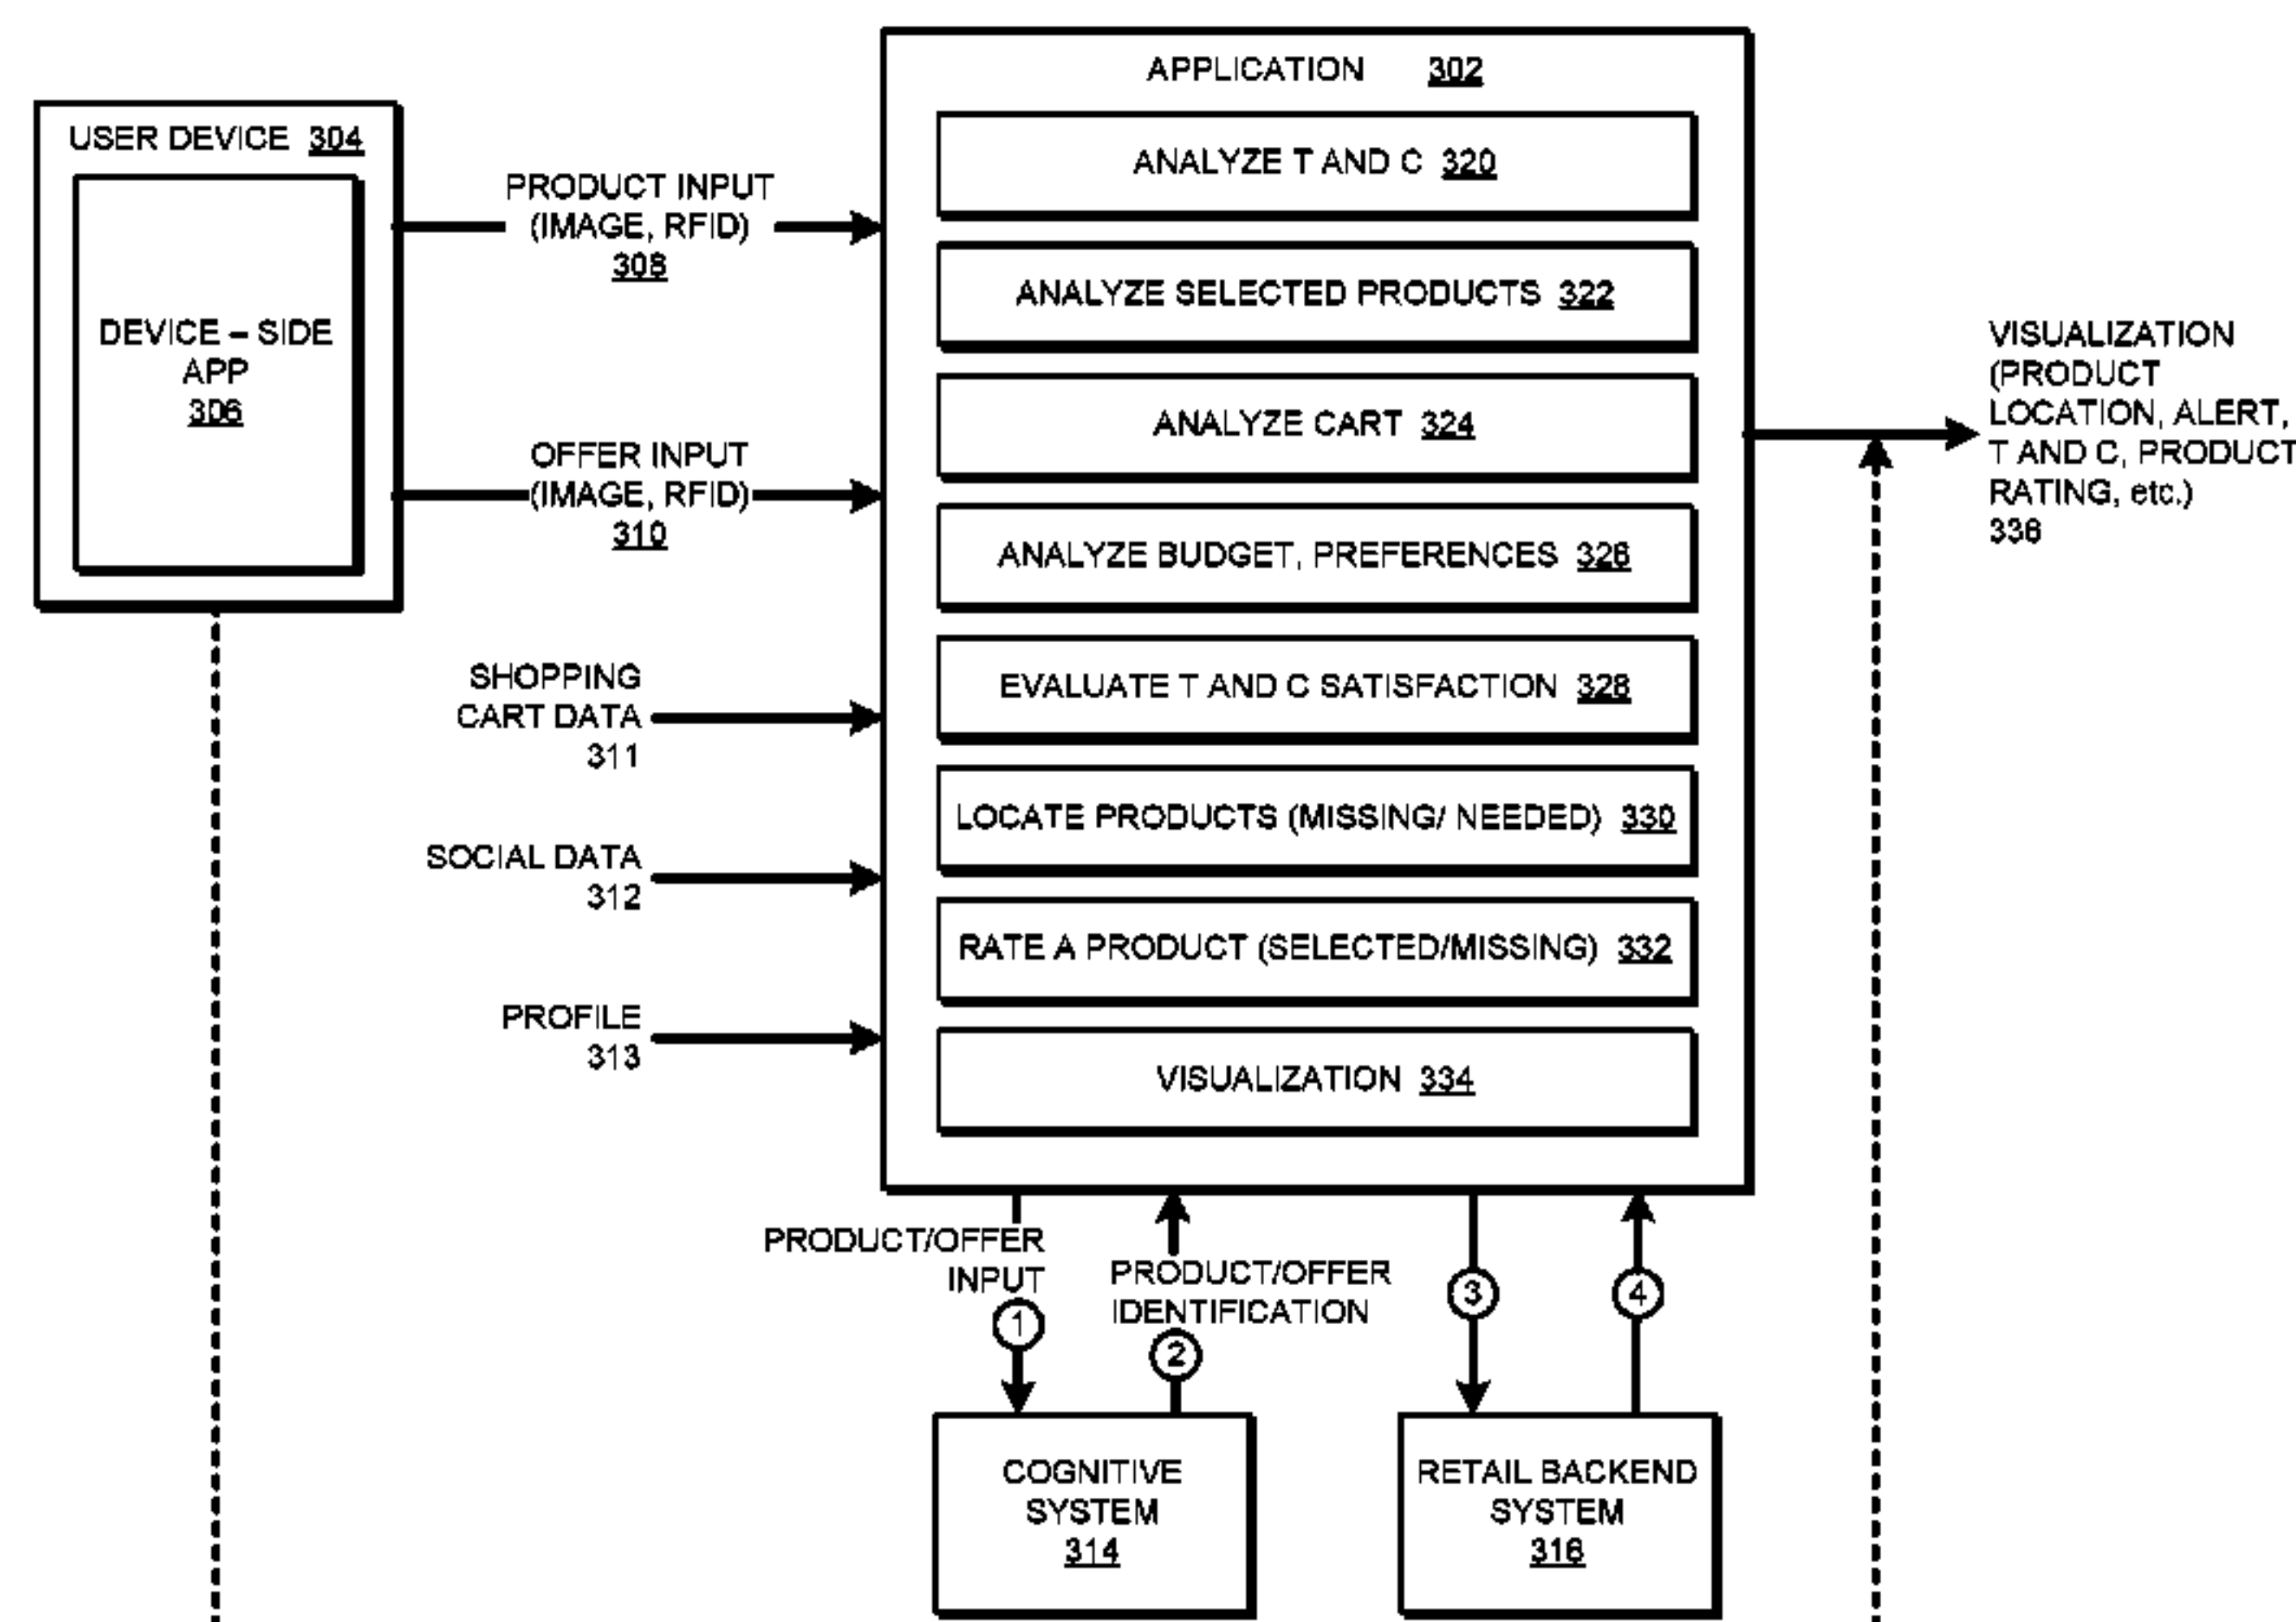 APPLICATION 302
USER DEVICE 304
DEVICE – SIDE
APP
306
PRODUCT INPUT
(IMAGE, RFID)
308
OFFER INPUT
(IMAGE, RFID)
310
SHOPPING
CART DATA
311
SOCIAL DATA
312
PROFILE
313
ANALYZE T AND C 320
ANALYZE SELECTED PRODUCTS 322
ANALYZE CART 324
ANALYZE BUDGET, PREFERENCES 326
EVALUATE T AND C SATISFACTION 328
LOCATE PRODUCTS (MISSING/ NEEDED) 330
RATE A PRODUCT (SELECTED/MISSING) 332
VISUALIZATION 334
VISUALIZATION
(PRODUCT
LOCATION, ALERT,
T AND C, PRODUCT
RATING, etc.)
336
PRODUCT/OFFER
INPUT
1
PRODUCT/OFFER
IDENTIFICATION
2
3
4
COGNITIVE
SYSTEM
314
RETAIL BACKEND
SYSTEM
316